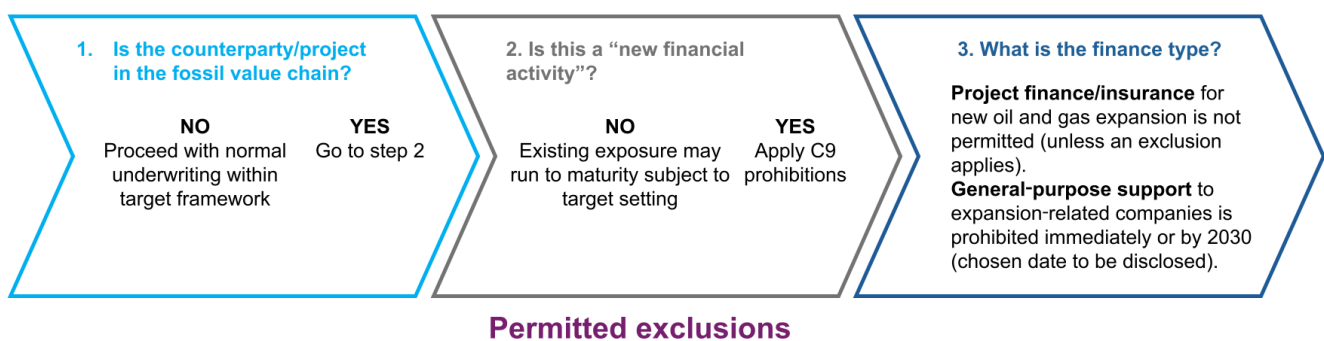 1. Is the counterparty/project
in the fossil value chain?
NO
Proceed with normal
underwriting within
target framework
YES
Go to step 2
2. Is this a “new financial
activity”?
NO
Existing exposure may
run to maturity subject to
target setting
YES
Apply C9
prohibitions
3. What is the finance type?
Project finance/insurance for
new oil and gas expansion is not
permitted (unless an exclusion
applies).
General-purpose support to
expansion-related companies is
prohibited immediately or by 2030
(chosen date to be disclosed).
Permitted exclusions